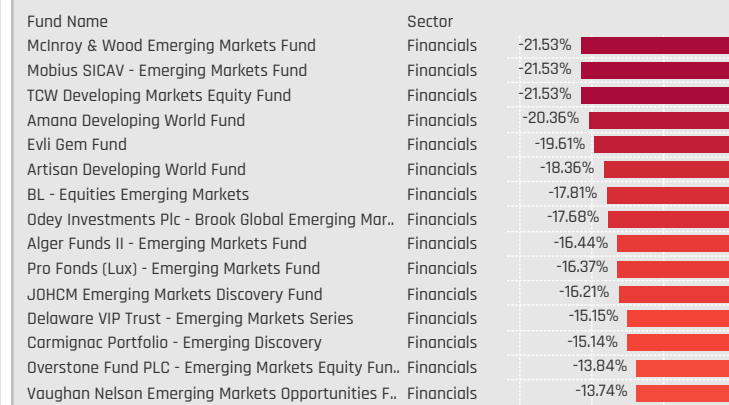 Fund Name Sector
McInroy & Wood Emerging Markets Fund Financials -21.53%
Mobius SICAV - Emerging Markets Fund Financials -21.53%
TCW Developing Markets Equity Fund Financials -21.53%
Amana Developing World Fund Financials -20.36%
Evli Gem Fund Financials -19.61%
Artisan Developing World Fund Financials -18.36%
BL - Equities Emerging Markets Financials -17.81%
Odey Investments Plc - Brook Global Emerging Mar.. Financials -17.68%
Alger Funds II - Emerging Markets Fund Financials -16.44%
Pro Fonds (Lux) - Emerging Markets Fund Financials -16.37%
JOHCM Emerging Markets Discovery Fund Financials -16.21%
Delaware VIP Trust - Emerging Markets Series Financials -15.15%
Carmignac Portfolio - Emerging Discovery Financials -15.14%
Overstone Fund PLC - Emerging Markets Equity Fun.. Financials -13.84%
Vaughan Nelson Emerging Markets Opportunities F.. Financials -13.74%